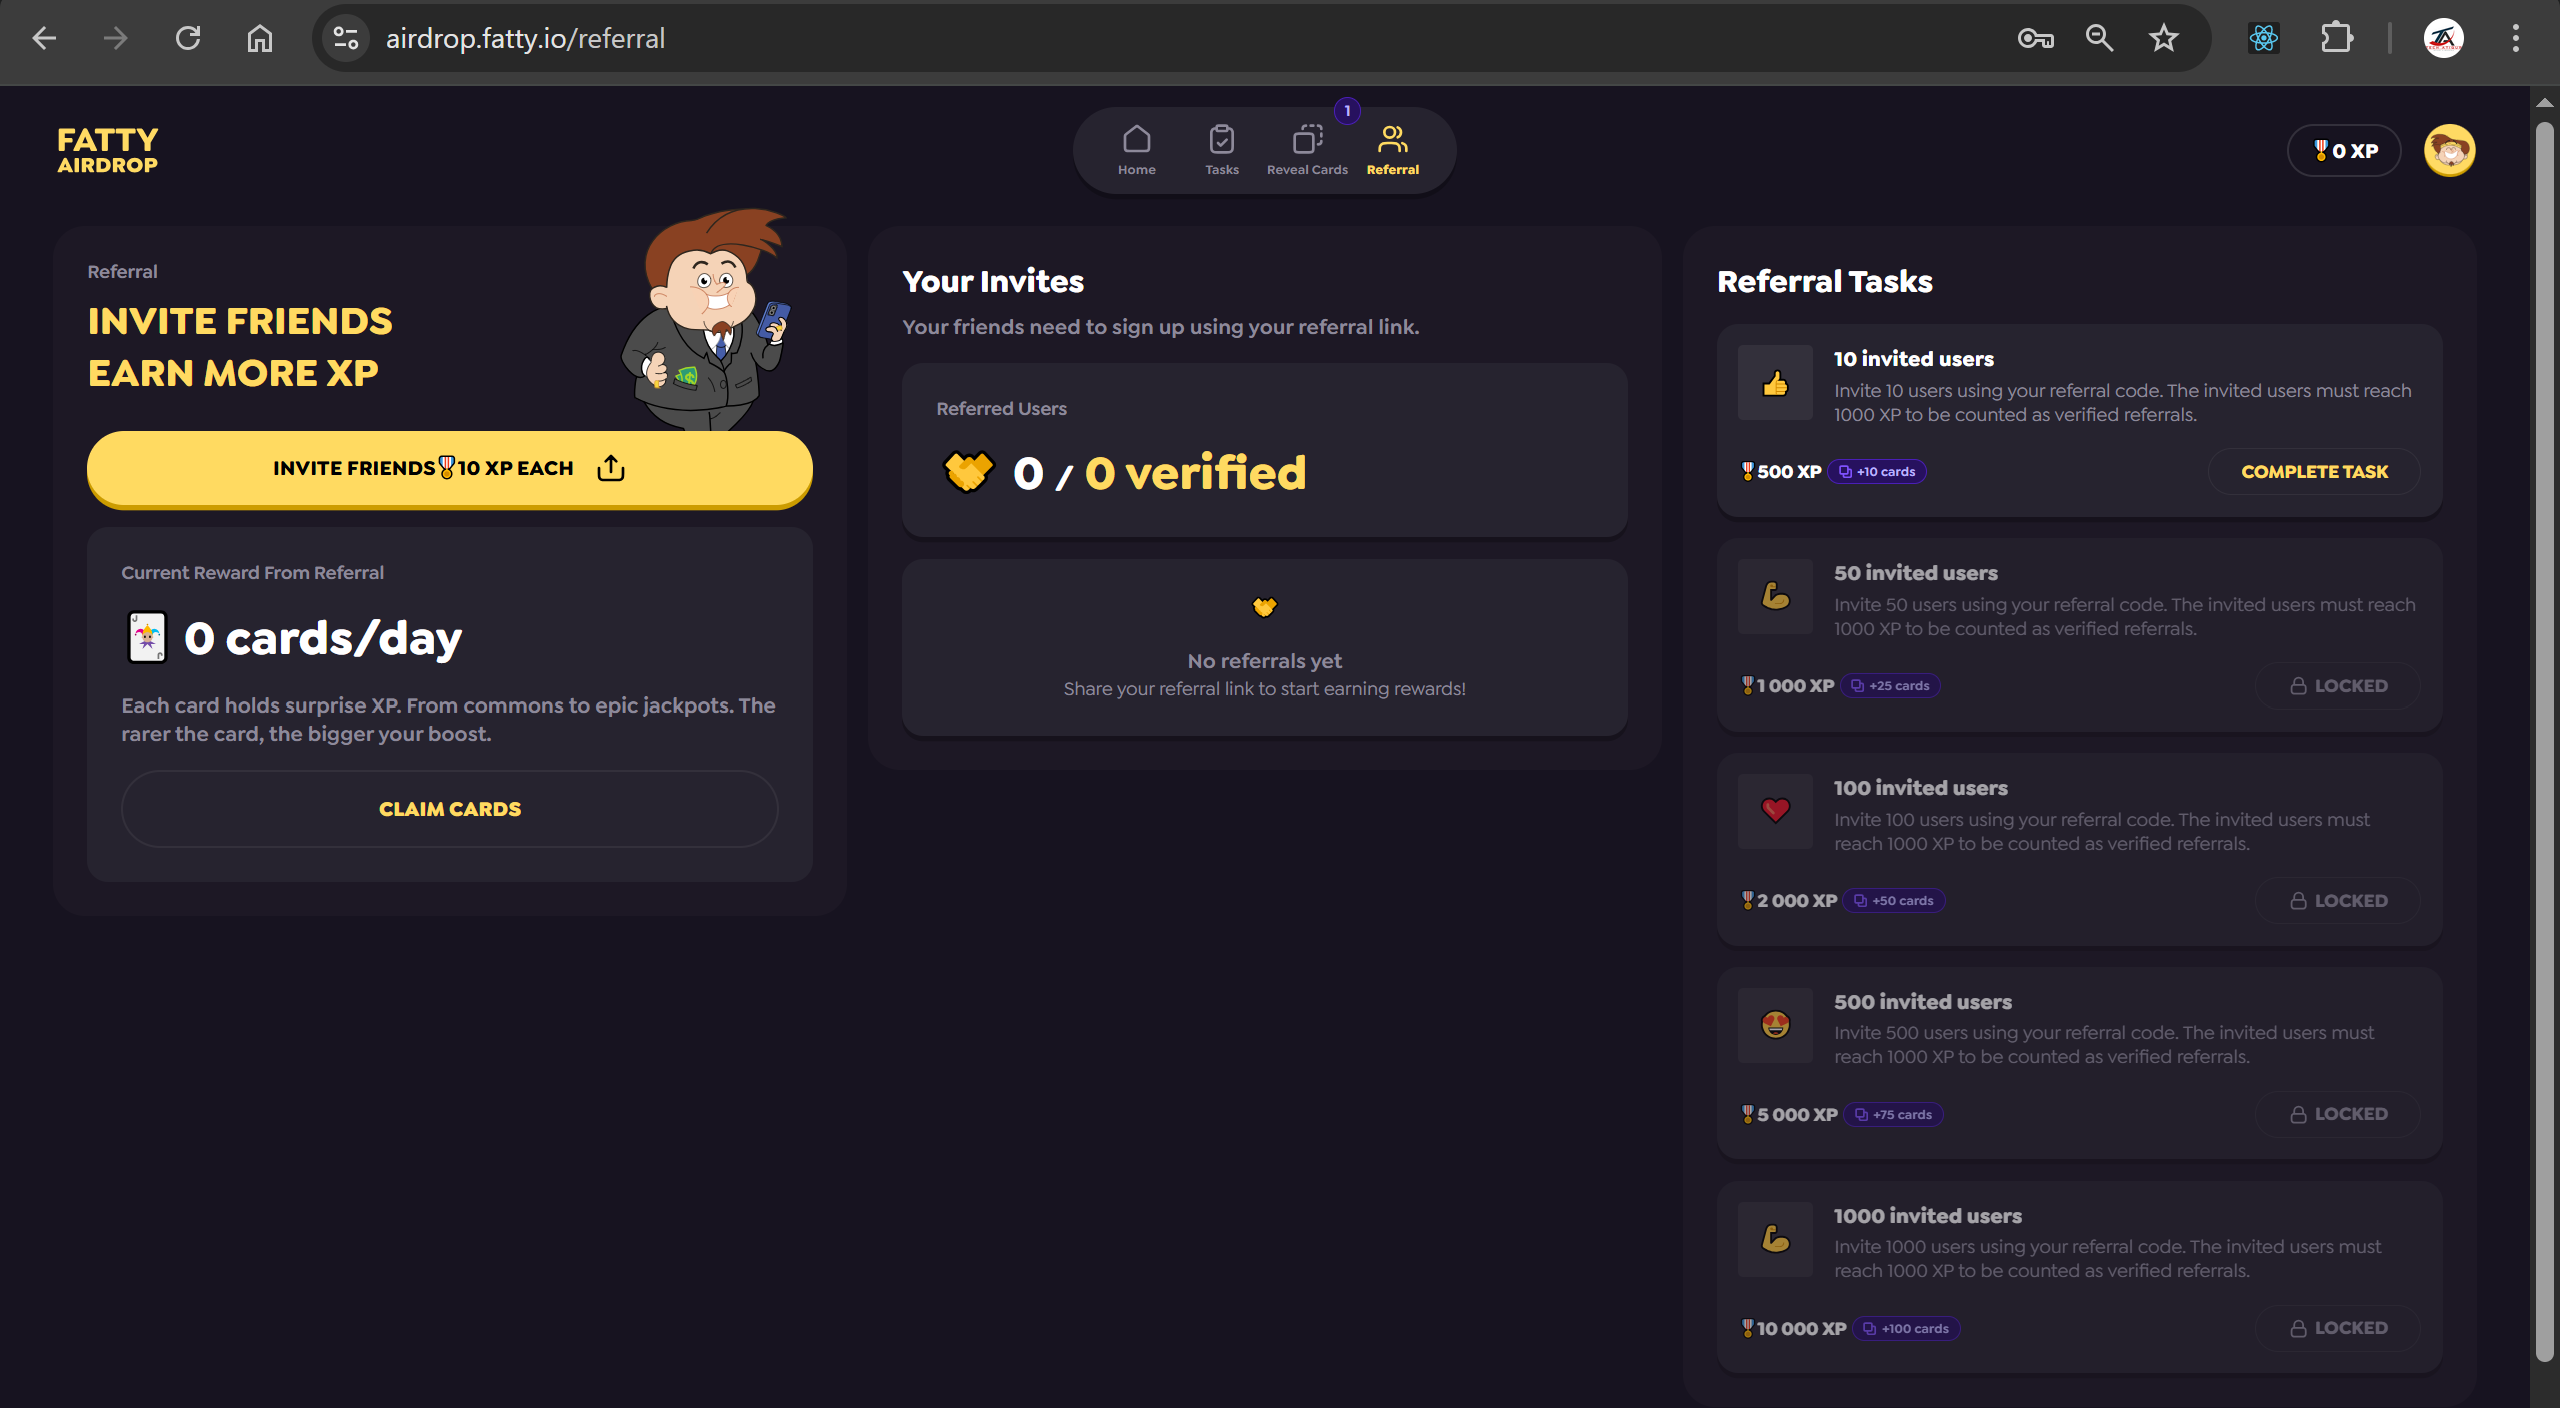 airdrop.fatty.io/referral
FATTY
AIRDROP
Home
Tasks
Reveal Cards
1
Referral
0 XP
Referral
INVITE FRIENDS
EARN MORE XP
INVITE FRIENDS 10 XP EACH
Current Reward From Referral
0 cards/day
Each card holds surprise XP. From commons to epic jackpots. The
rarer the card, the bigger your boost.
CLAIM CARDS
Your Invites
Your friends need to sign up using your referral link.
Referred Users
0 / 0 verified
No referrals yet
Share your referral link to start earning rewards!
Referral Tasks
10 invited users
Invite 10 users using your referral code. The invited users must reach
1000 XP to be counted as verified referrals.
500 XP +10 cards
COMPLETE TASK
50 invited users
Invite 50 users using your referral code. The invited users must reach
1000 XP to be counted as verified referrals.
1 000 XP +25 cards
LOCKED
100 invited users
Invite 100 users using your referral code. The invited users must
reach 1000 XP to be counted as verified referrals.
2 000 XP +50 cards
LOCKED
500 invited users
Invite 500 users using your referral code. The invited users must
reach 1000 XP to be counted as verified referrals.
5 000 XP +75 cards
LOCKED
1000 invited users
Invite 1000 users using your referral code. The invited users must
reach 1000 XP to be counted as verified referrals.
10 000 XP +100 cards
LOCKED